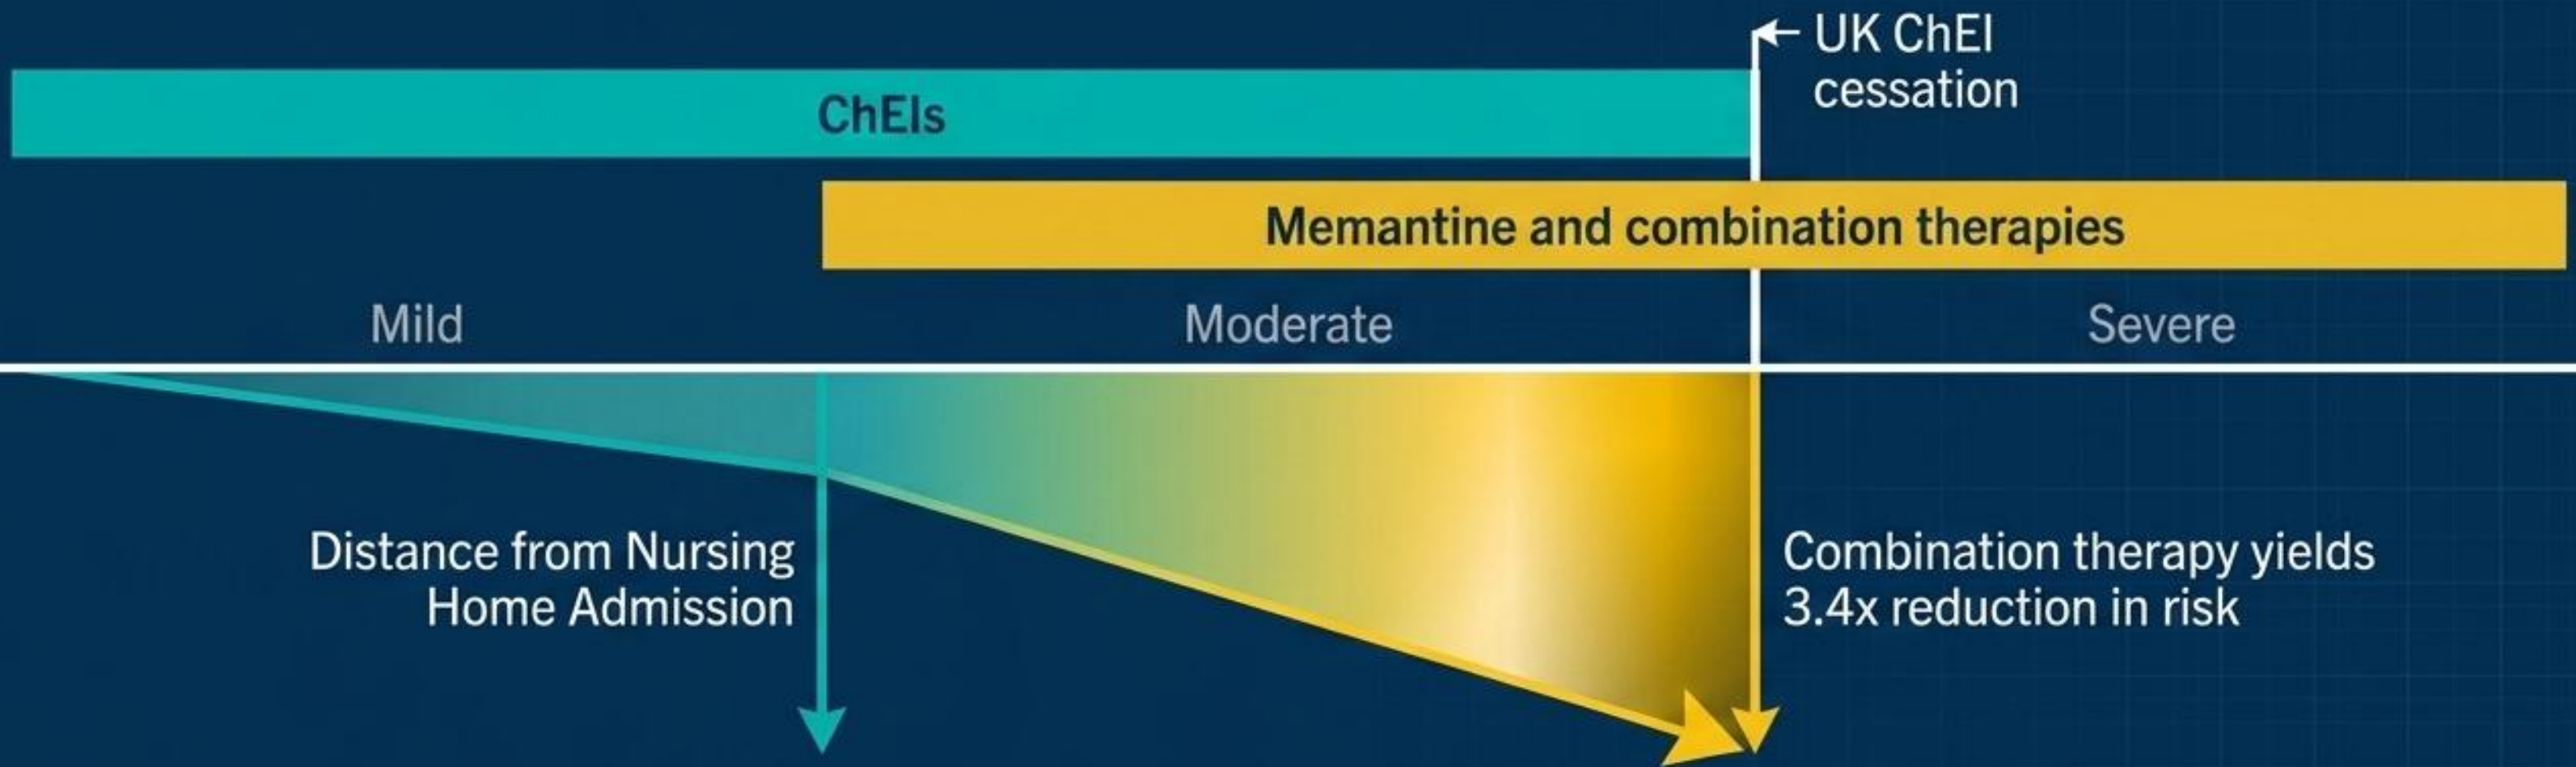 UK ChEI
cessation
ChEIs
Memantine and combination therapies
Mild
Moderate
Severe
Distance from Nursing
Home Admission
Combination therapy yields
3.4x reduction in risk